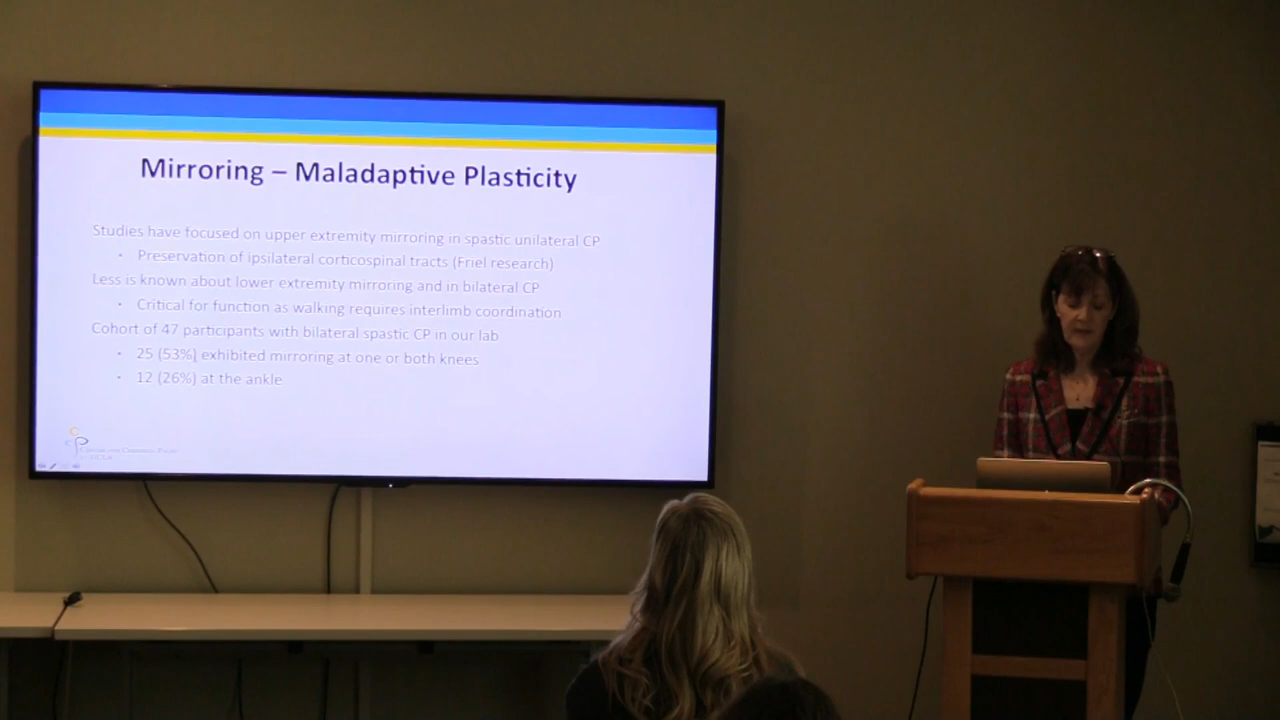 Mirroring – Maladaptive Plasticity
Studies have focused on upper extremity mirroring in spastic unilateral CP
• Preservation of ipsilateral corticospinal tracts (Friel research)
Less is known about lower extremity mirroring and in bilateral CP
• Critical for function as walking requires interlimb coordination
Cohort of 47 participants with bilateral spastic CP in our lab
• 25 (53%) exhibited mirroring at one or both knees
• 12 (26%) at the ankle
cp